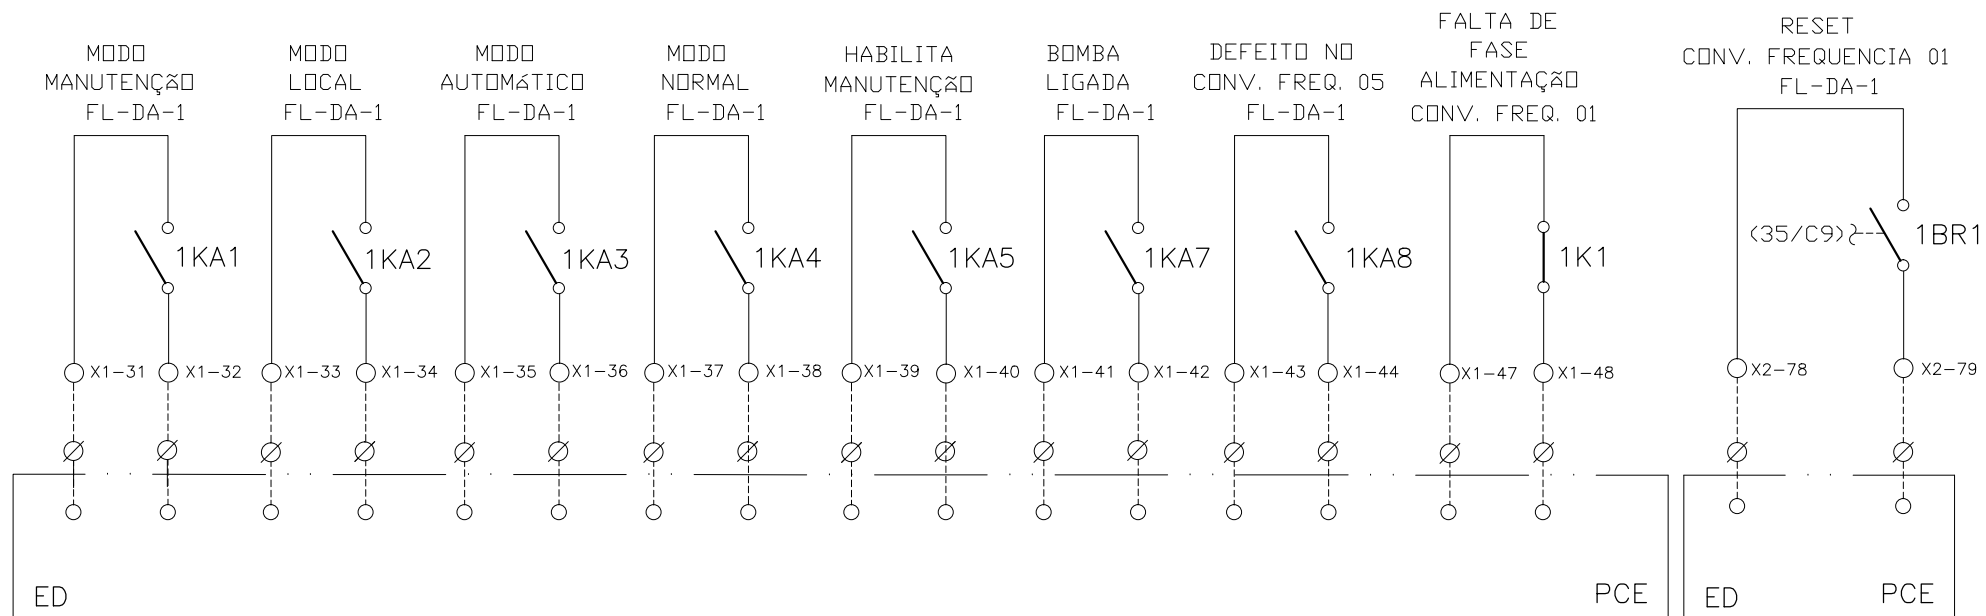 MODO
MANUTENÇÃO
FL-DA-1
MODO
LOCAL
FL-DA-1
MODO
AUTOMáTICO
FL-DA-1
MODO
NORMAL
FL-DA-1
HABILITA
MANUTENÇÃO
FL-DA-1
BOMBA
LIGADA
FL-DA-1
DEFEITO NO
CONV. FREQ. 05
FL-DA-1
FALTA DE
FASE
ALIMENTAÇÃO
CONV. FREQ. 01
RESET
CONV. FREQUENCIA 01
FL-DA-1
1KA1
1KA2
1KA3
1KA4
1KA5
1KA7
1KA8
1K1
(35/C9)
1BR1
X1-31
X1-32
X1-33
X1-34
X1-35
X1-36
X1-37
X1-38
X1-39
X1-40
X1-41
X1-42
X1-43
X1-44
X1-47
X1-48
X2-78
X2-79
ED
PCE
ED
PCE